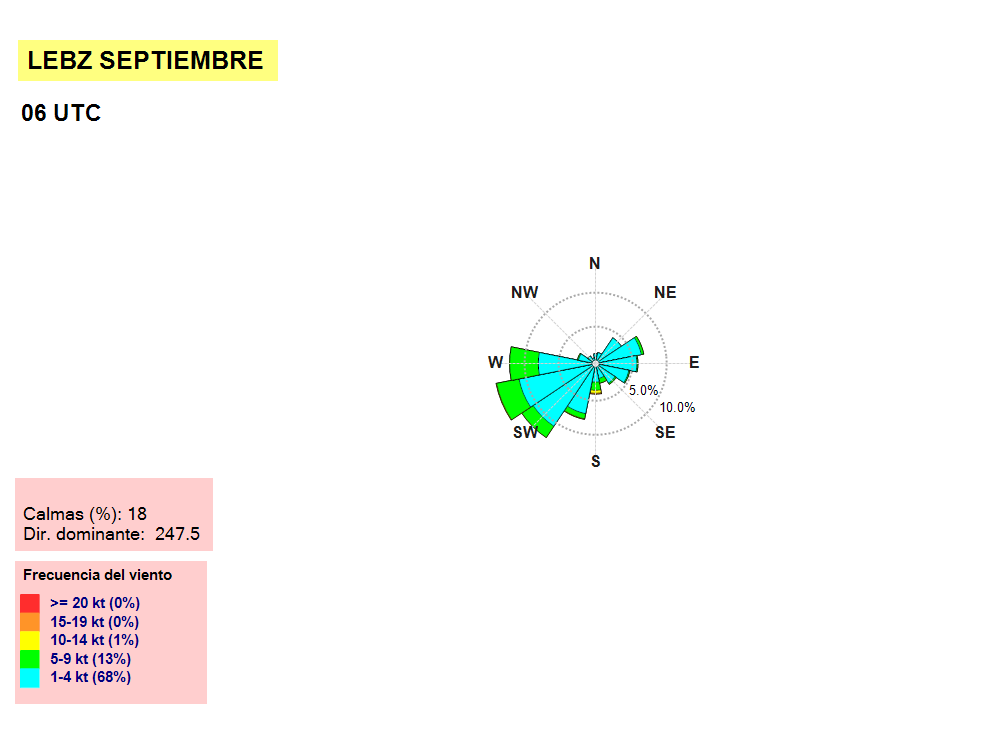 LEBZ SEPTIEMBRE
06 UTC
N
NW
NE
W
E
5.0%
10.0%
SW
SE
S
Calmas (%): 18
Dir. dominante: 247.5
Frecuencia del viento
>= 20 kt (0%)
15-19 kt (0%)
10-14 kt (1%)
5-9 kt (13%)
1-4 kt (68%)